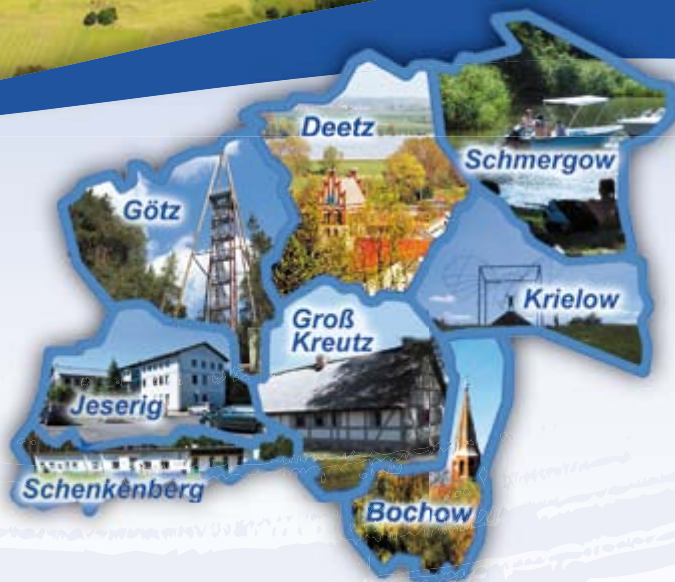 Deetz
Schmergow
Götz
Krielow
Groß
Kreutz
Jeserig
Schenkenberg
Bochow